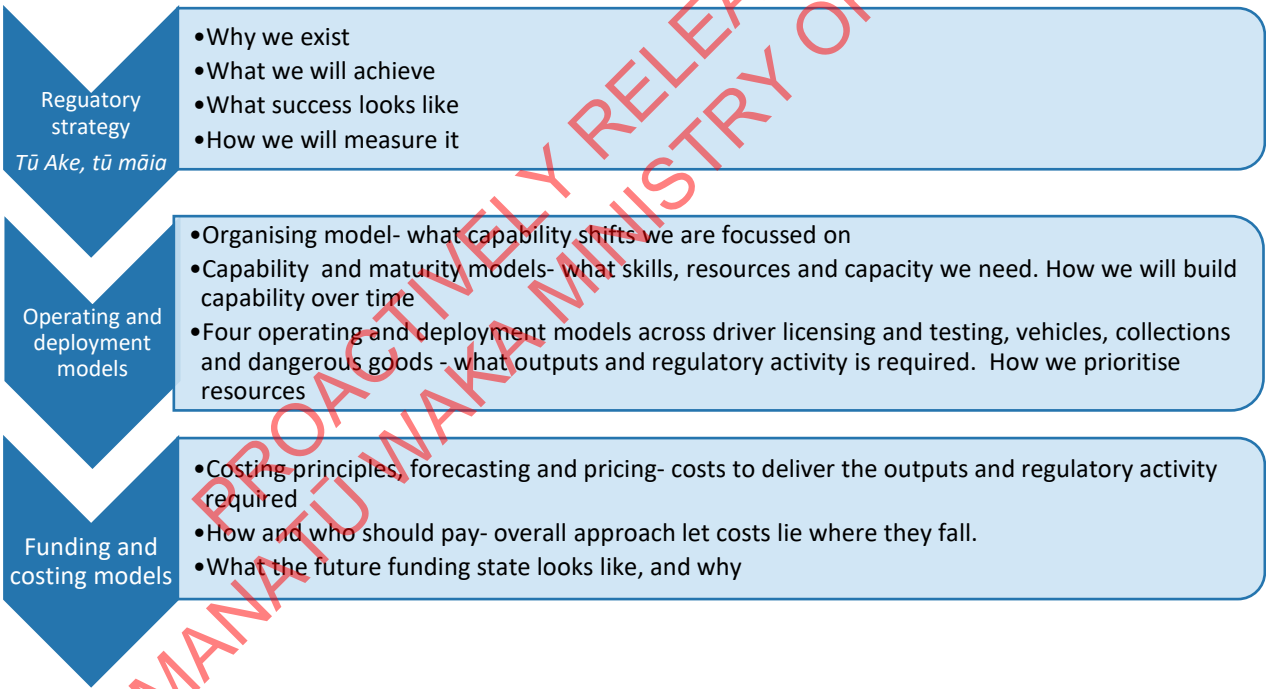 Reguatory
strategy
Tū Ake, tū māia
•Why we exist
•What we will achieve
•What success looks like
•How we will measure it
Operating and
deployment
models
•Organising model- what capability shifts we are focussed on
•Capability and maturity models- what skills, resources and capacity we need. How we will build
capability over time
•Four operating and deployment models across driver licensing and testing, vehicles, collections
and dangerous goods - what outputs and regulatory activity is required. How we prioritise
resources
Funding and
costing models
•Costing principles, forecasting and pricing- costs to deliver the outputs and regulatory activity
required
•How and who should pay- overall approach let costs lie where they fall.
•What the future funding state looks like, and why
PROACTIVELY
MANATŪ WAKA MINISTRY